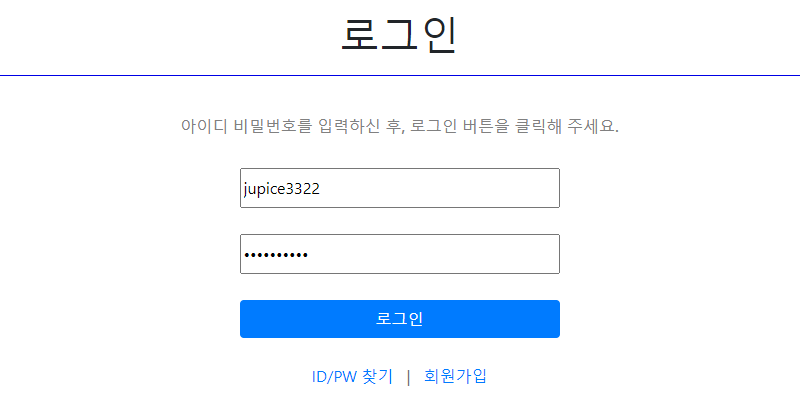 로그인
아이디 비밀번호를 입력하신 후, 로그인 버튼을 클릭해 주세요.
jupice3322
••••••••••
로그인
ID/PW 찾기 | 회원가입